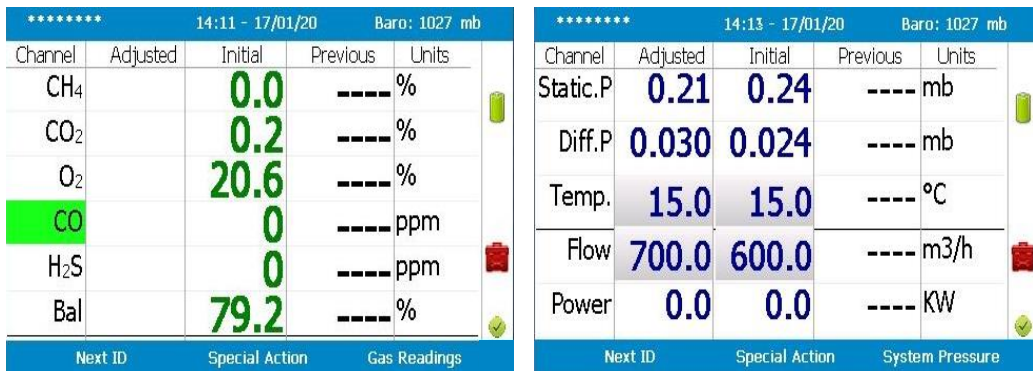 ******** 14:11 - 17/01/20 Baro: 1027 mb
Channel Adjusted Initial Previous Units
CH₄ 0.0 ---- %
CO₂ 0.2 ---- %
O₂ 20.6 ---- %
CO 0 ---- ppm
H₂S 0 ---- ppm
Bal 79.2 ---- %
Next ID Special Action Gas Readings
******** 14:13 - 17/01/20 Baro: 1027 mb
Channel Adjusted Initial Previous Units
Static.P 0.21 0.24 ---- mb
Diff.P 0.030 0.024 ---- mb
Temp. 15.0 15.0 ---- °C
Flow 700.0 600.0 ---- m3/h
Power 0.0 0.0 ---- KW
Next ID Special Action System Pressure